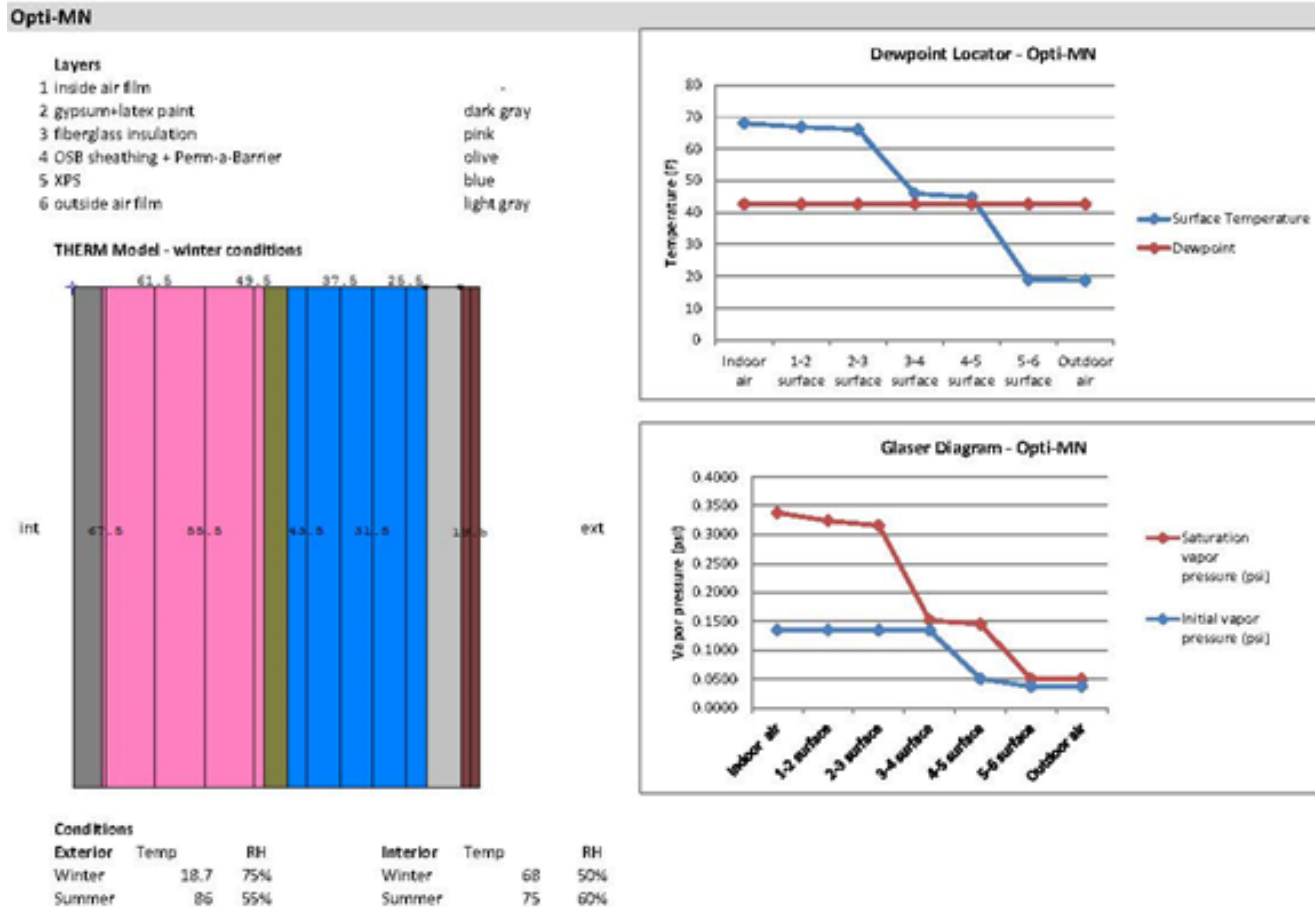 Opti-MN
Layers
1 inside air film -
2 gypsum+latex paint dark gray
3 fiberglass insulation pink
4 OSB sheathing + Perm-a-Barrier olive
5 XPS blue
6 outside air film light gray
THERM Model - winter conditions
61.5 49.5 37.5 25.5
int 67.5 55.5 43.5 31.5 ext
Conditions
Exterior Temp RH Interior Temp RH
Winter 18.7 75% Winter 68 50%
Summer 86 55% Summer 75 60%
Dewpoint Locator - Opti-MN
Temperature (F)
80
70
60
50
40
30
20
10
0
Indoor air 1-2 surface 2-3 surface 3-4 surface 4-5 surface 5-6 surface Outdoor air
Surface Temperature
Dewpoint
Glaser Diagram - Opti-MN
Vapor pressure (psi)
0.4000
0.3500
0.3000
0.2500
0.2000
0.1500
0.1000
0.0500
0.0000
Indoor air 1-2 surface 2-3 surface 3-4 surface 4-5 surface 5-6 surface Outdoor air
Saturation
vapor
pressure (psi)
Initial vapor
pressure (psi)